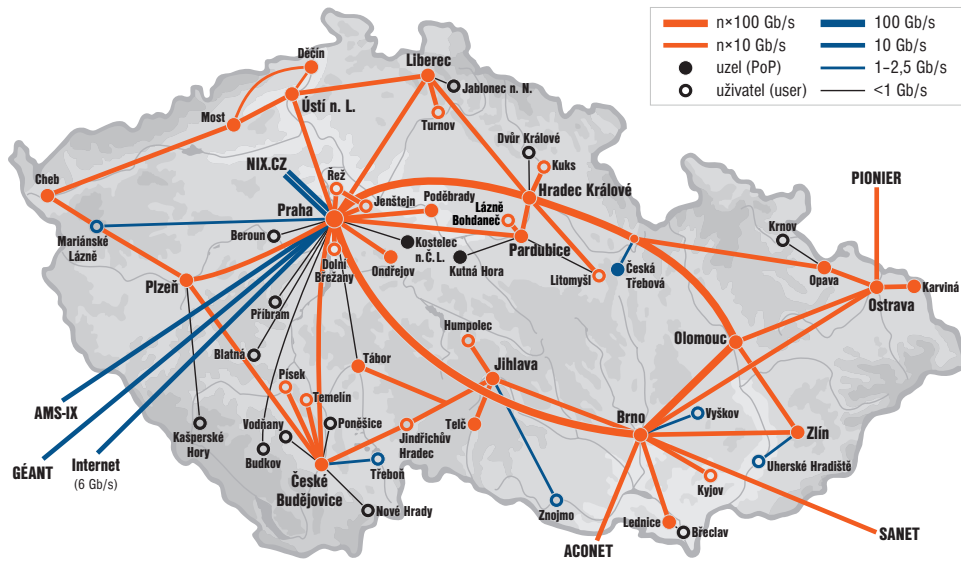 n×100 Gb/s
100 Gb/s
n×10 Gb/s
10 Gb/s
uzel (PoP)
1–2,5 Gb/s
uživatel (user)
<1 Gb/s
Děčín
Liberec
Jablonec n. N.
Ústí n. L.
Most
Turnov
Dvůr Králové
Kuks
NIX.CZ
Řež
Cheb
Jenštejn
Poděbrady
Hradec Králové
PIONIER
Praha
Lázně
Bohdaneč
Mariánské
Lázně
Beroun
Kostelec
n. Č. L.
Pardubice
Krnov
Dolní
Břežany
Ondřejov
Kutná Hora
Litomyšl
Česká
Třebová
Opava
Plzeň
Ostrava
Karviná
Příbram
Humpolec
Olomouc
Blatná
Tábor
Jihlava
Písek
Temelín
AMS-IX
Vodňany
Poněšice
Telč
Brno
Vyškov
Zlín
Kašperské
Hory
Budkov
Jindřichův
Hradec
GÉANT
Internet
(6 Gb/s)
České
Budějovice
Třeboň
Uherské Hradiště
Kyjov
Nové Hrady
Znojmo
Lednice
Břeclav
SANET
ACONET